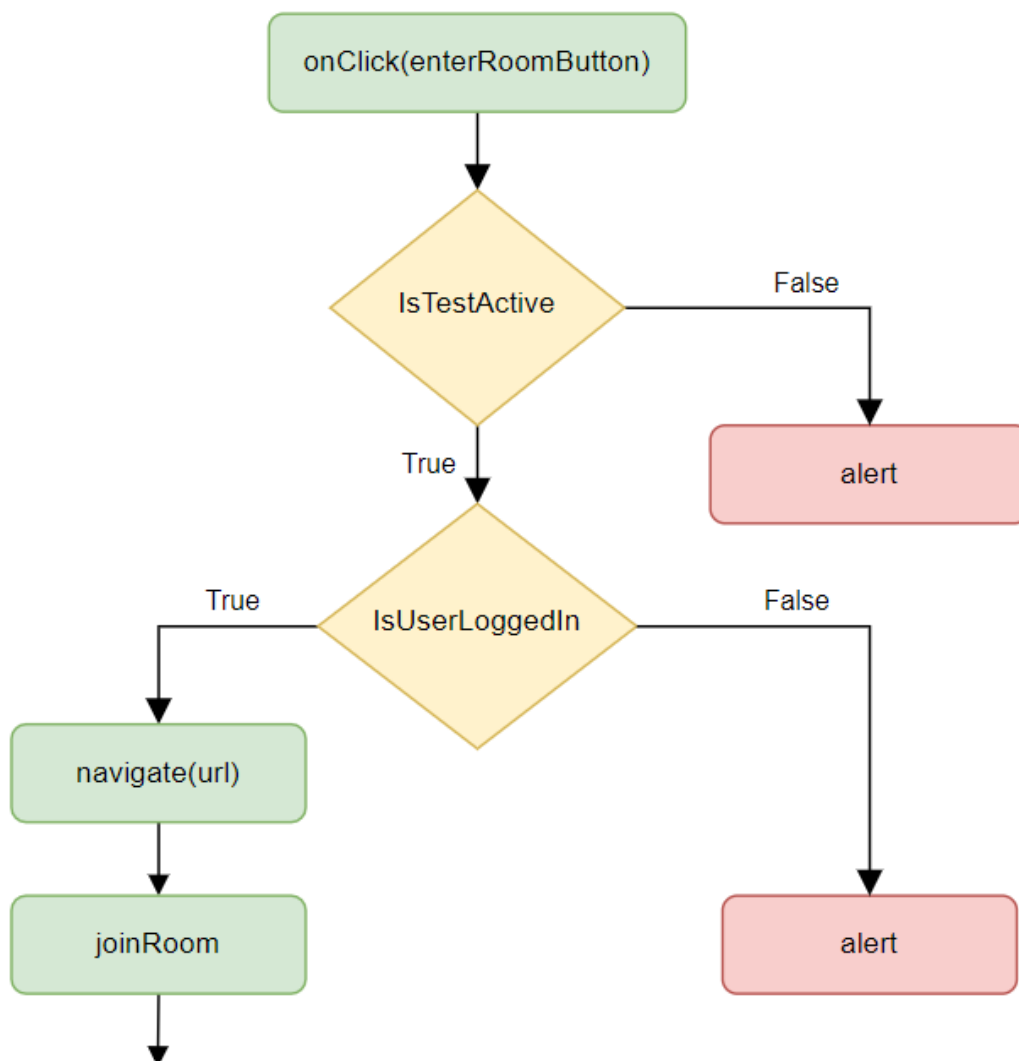 onClick(enterRoomButton)
IsTestActive
False
True
alert
IsUserLoggedIn
True
False
navigate(url)
joinRoom
alert